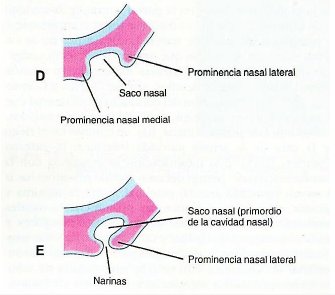 Prominencia nasal lateral
D
Saco nasal
Prominencia nasal medial
Saco nasal (primordio
de la cavidad nasal)
E
Prominencia nasal lateral
Narinas